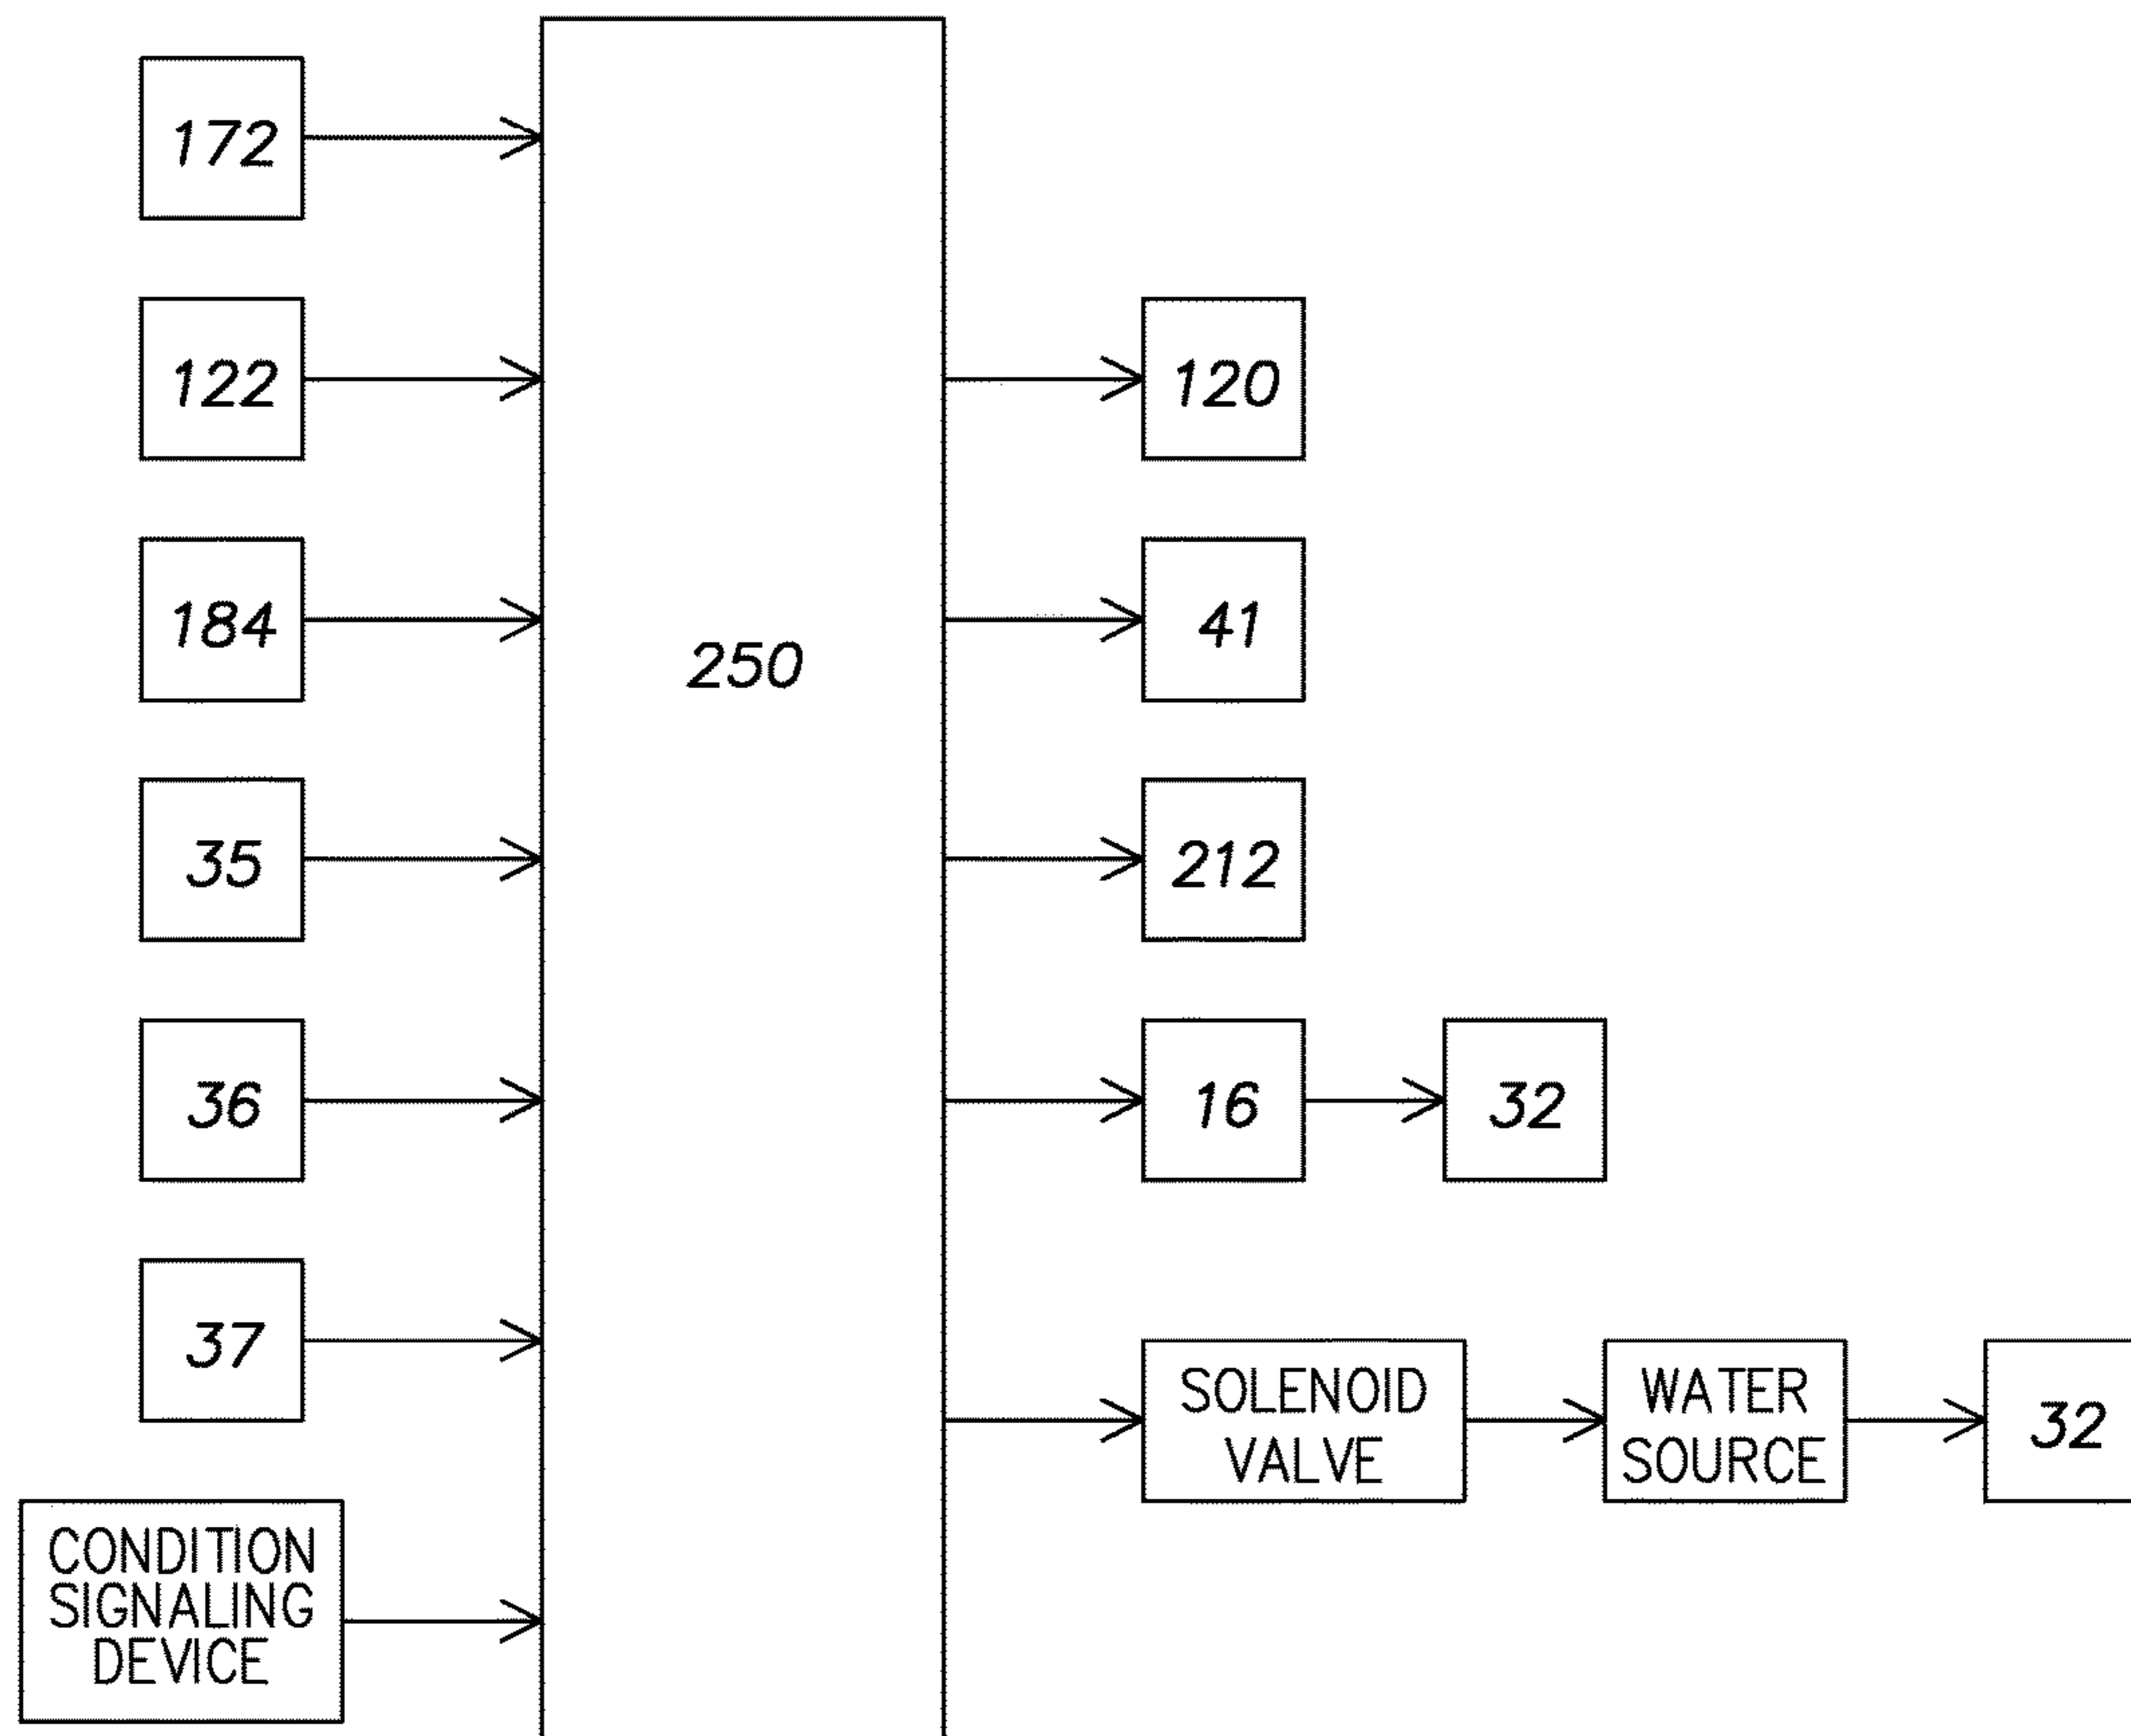 172
122
120
184
41
250
35
212
36
16
32
37
SOLENOID
VALVE
WATER
SOURCE
32
CONDITION
SIGNALING
DEVICE